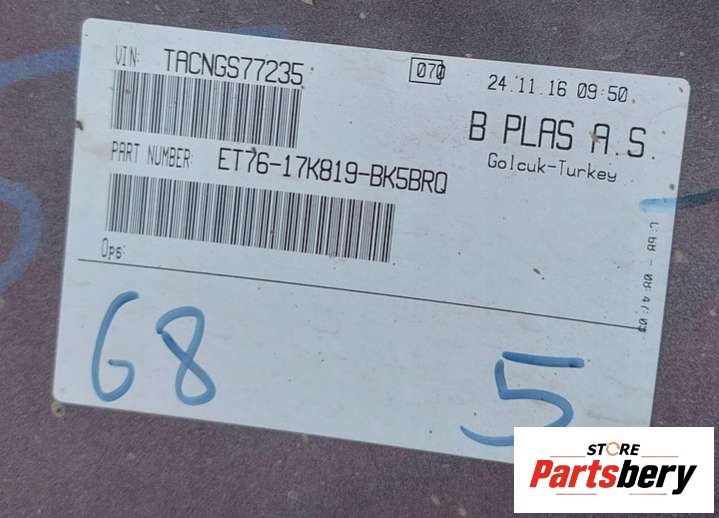 VIN: TACNGS77235
070
24.11.16 09:50
B PLAS A.S.
Golcuk-Turkey
PART NUMBER: ET76-17K819-BK5BRQ
Ops:
G8
5
STORE
Partsbery